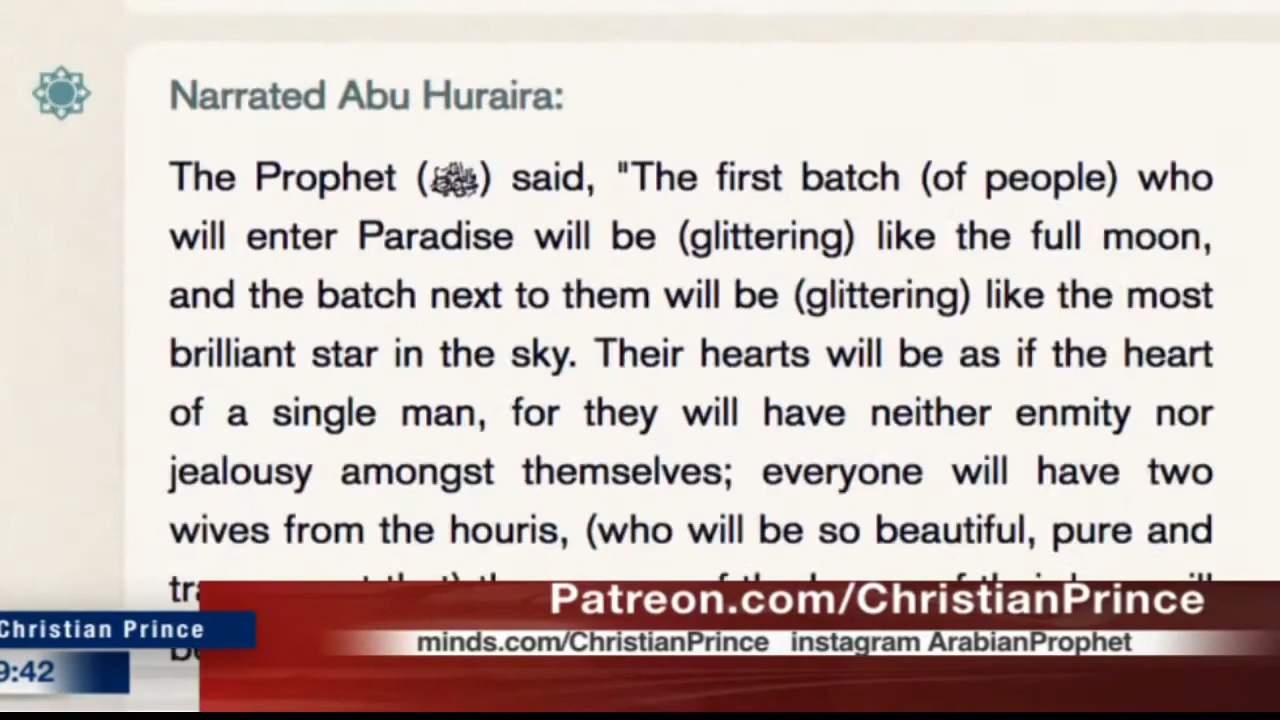 Narrated Abu Huraira:
The Prophet (ﷺ) said, "The first batch (of people) who
will enter Paradise will be (glittering) like the full moon,
and the batch next to them will be (glittering) like the most
brilliant star in the sky. Their hearts will be as if the heart
of a single man, for they will have neither enmity nor
jealousy amongst themselves; everyone will have two
wives from the houris, (who will be so beautiful, pure and
Patreon.com/ChristianPrince
Christian Prince
minds.com/ChristianPrince instagram ArabianProphet
9:42